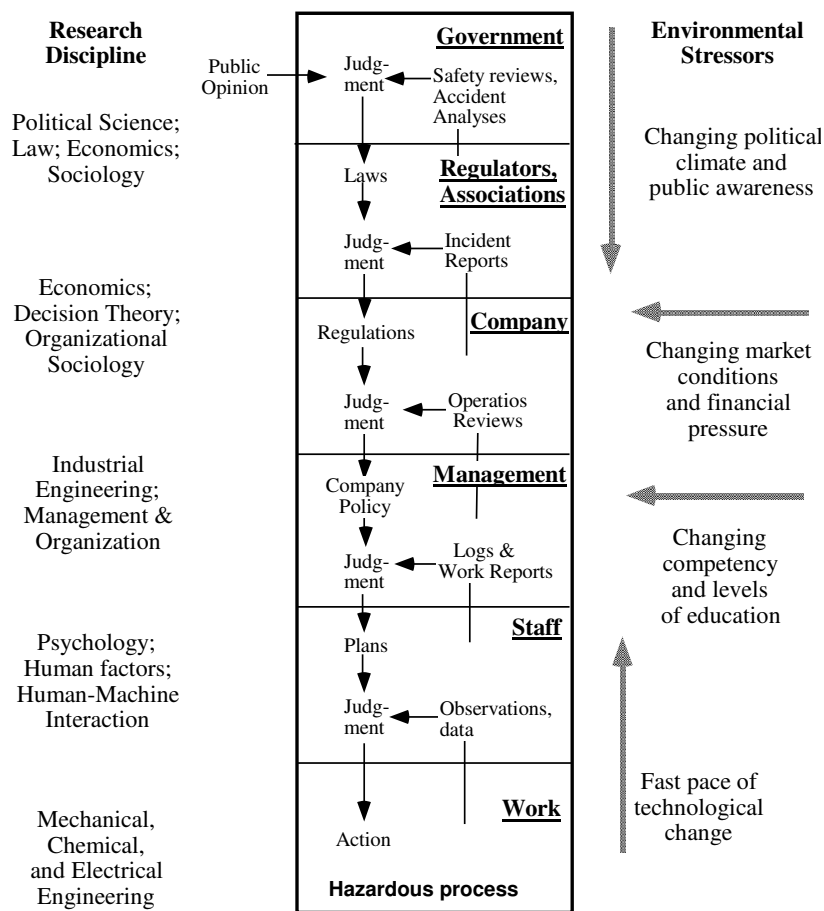 Research
Discipline
Political Science;
Law; Economics;
Sociology
Economics;
Decision Theory;
Organizational
Sociology
Industrial
Engineering;
Management &
Organization
Psychology;
Human factors;
Human-Machine
Interaction
Mechanical,
Chemical,
and Electrical
Engineering
Public
Opinion
Government
Judg-
ment
Safety reviews,
Accident
Analyses
Regulators,
Associations
Laws
Judg-
ment
Incident
Reports
Company
Regulations
Judg-
ment
Operatios
Reviews
Management
Company
Policy
Judg-
ment
Logs &
Work Reports
Staff
Plans
Judg-
ment
Observations,
data
Work
Action
Hazardous process
Environmental
Stressors
Changing political
climate and
public awareness
Changing market
conditions
and financial
pressure
Changing
competency
and levels
of education
Fast pace of
technological
change